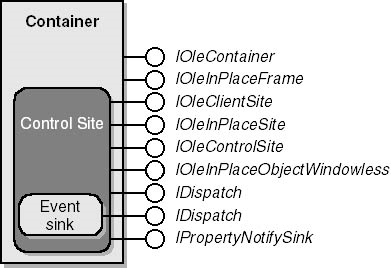 Container
IOleContainer
IOleInPlaceFrame
IOleClientSite
Control Site
IOleInPlaceSite
IOleControlSite
IOleInPlaceObjectWindowless
IDispatch
Event
sink
IDispatch
IPropertyNotifySink